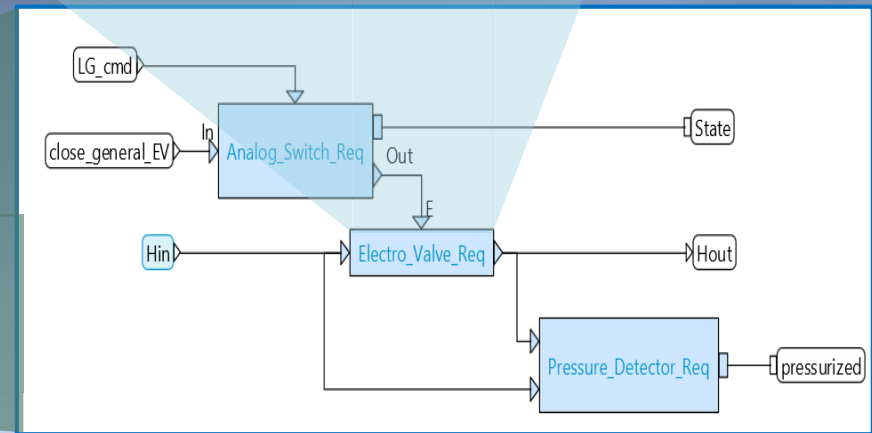 LG_cmd
In
close_general_EV
Analog_Switch_Req
State
Out
E
Hin
Electro_Valve_Req
Hout
Pressure_Detector_Req
pressurized